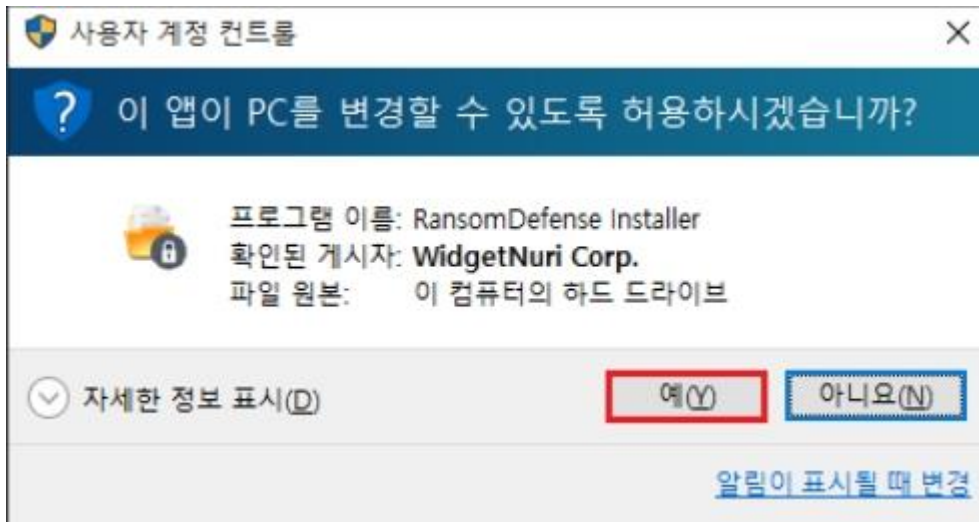 사용자 계정 컨트롤
이 앱이 PC를 변경할 수 있도록 허용하시겠습니까?
프로그램 이름: RansomDefense Installer
확인된 게시자: WidgetNuri Corp.
파일 원본: 이 컴퓨터의 하드 드라이브
자세한 정보 표시(D) 예(Y) 아니요(N)
알림이 표시될 때 변경